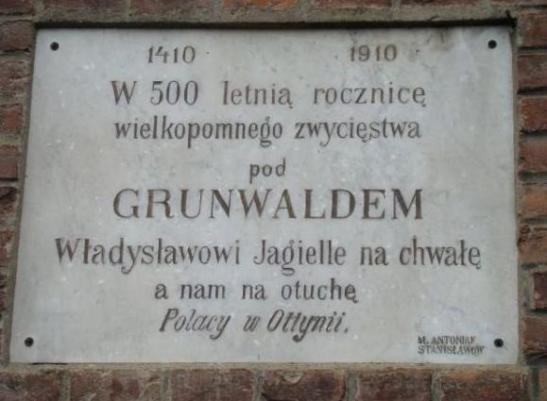 1410 1910
W 500 letnią rocznicę
wielkopomnego zwycięstwa
pod
GRUNWALDEM
Władysławowi Jagielle na chwałę
a nam na otuchę
Polacy w Ottynii.
M. ANTONIAK
STANISŁAWÓW